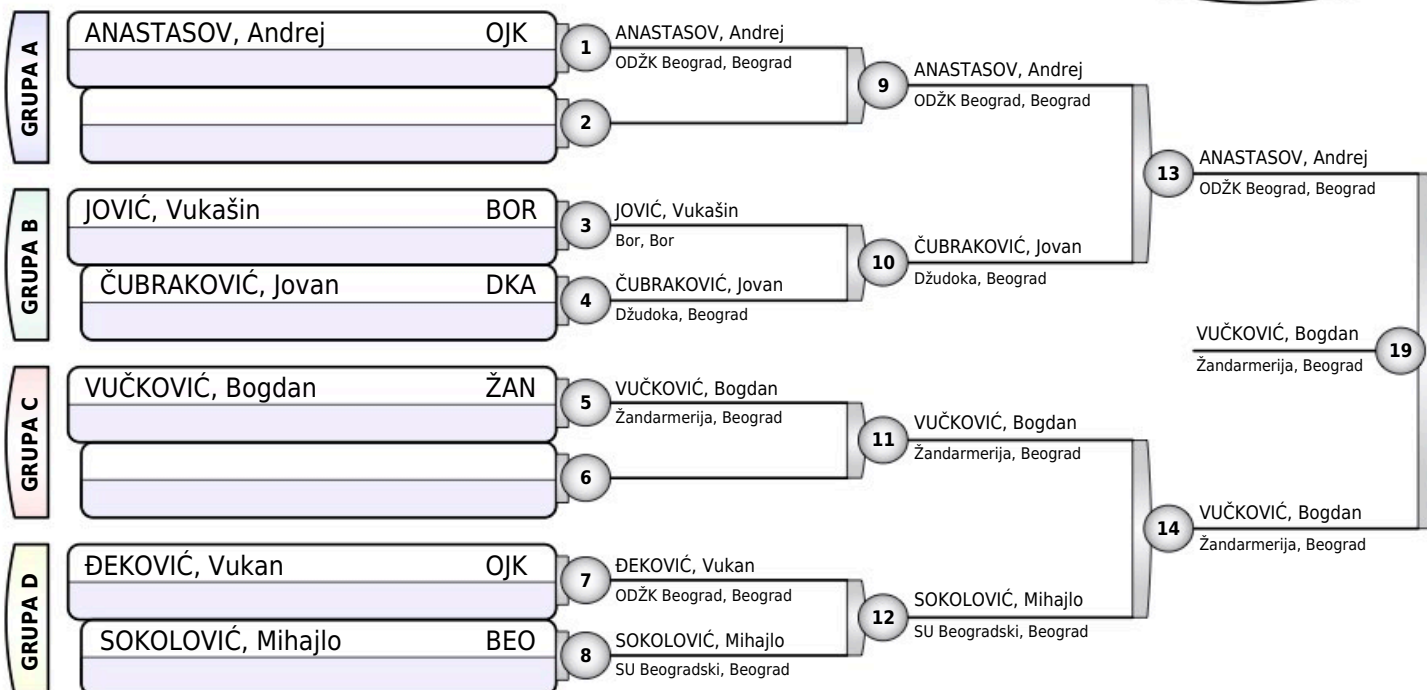 GRUPA A
ANASTASOV, Andrej OJK
1
ANASTASOV, Andrej
ODŽK Beograd, Beograd
2
9
ANASTASOV, Andrej
ODŽK Beograd, Beograd
GRUPA B
JOVIĆ, Vukašin BOR
3
JOVIĆ, Vukašin
Bor, Bor
ČUBRAKOVIĆ, Jovan DKA
4
ČUBRAKOVIĆ, Jovan
Džudoka, Beograd
10
ČUBRAKOVIĆ, Jovan
Džudoka, Beograd
13
ANASTASOV, Andrej
ODŽK Beograd, Beograd
GRUPA C
VUČKOVIĆ, Bogdan ŽAN
5
VUČKOVIĆ, Bogdan
Žandarmerija, Beograd
6
11
VUČKOVIĆ, Bogdan
Žandarmerija, Beograd
GRUPA D
ĐEKOVIĆ, Vukan OJK
7
ĐEKOVIĆ, Vukan
ODŽK Beograd, Beograd
SOKOLOVIĆ, Mihajlo BEO
8
SOKOLOVIĆ, Mihajlo
SU Beogradski, Beograd
12
SOKOLOVIĆ, Mihajlo
SU Beogradski, Beograd
14
VUČKOVIĆ, Bogdan
Žandarmerija, Beograd
VUČKOVIĆ, Bogdan
Žandarmerija, Beograd
19